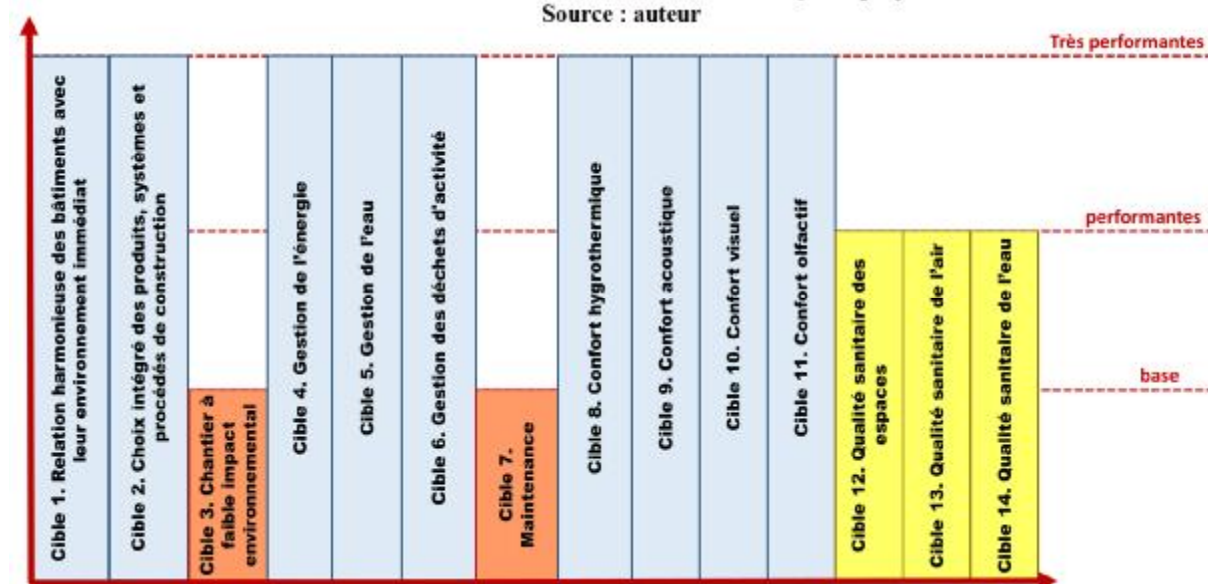 Source : auteur
Très performantes
performantes
base
Cible 1. Relation harmonieuse des bâtiments avec
leur environnement immédiat
Cible 2. Choix intégré des produits, systèmes et
procédés de construction
Cible 3. Chantier à
faible impact
environnemental
Cible 4. Gestion de l'énergie
Cible 5. Gestion de l'eau
Cible 6. Gestion des déchets d'activité
Cible 7.
Maintenance
Cible 8. Confort hygrothermique
Cible 9. Confort acoustique
Cible 10. Confort visuel
Cible 11. Confort olfactif
Cible 12. Qualité sanitaire des
espaces
Cible 13. Qualité sanitaire de l'air
Cible 14. Qualité sanitaire de l'eau